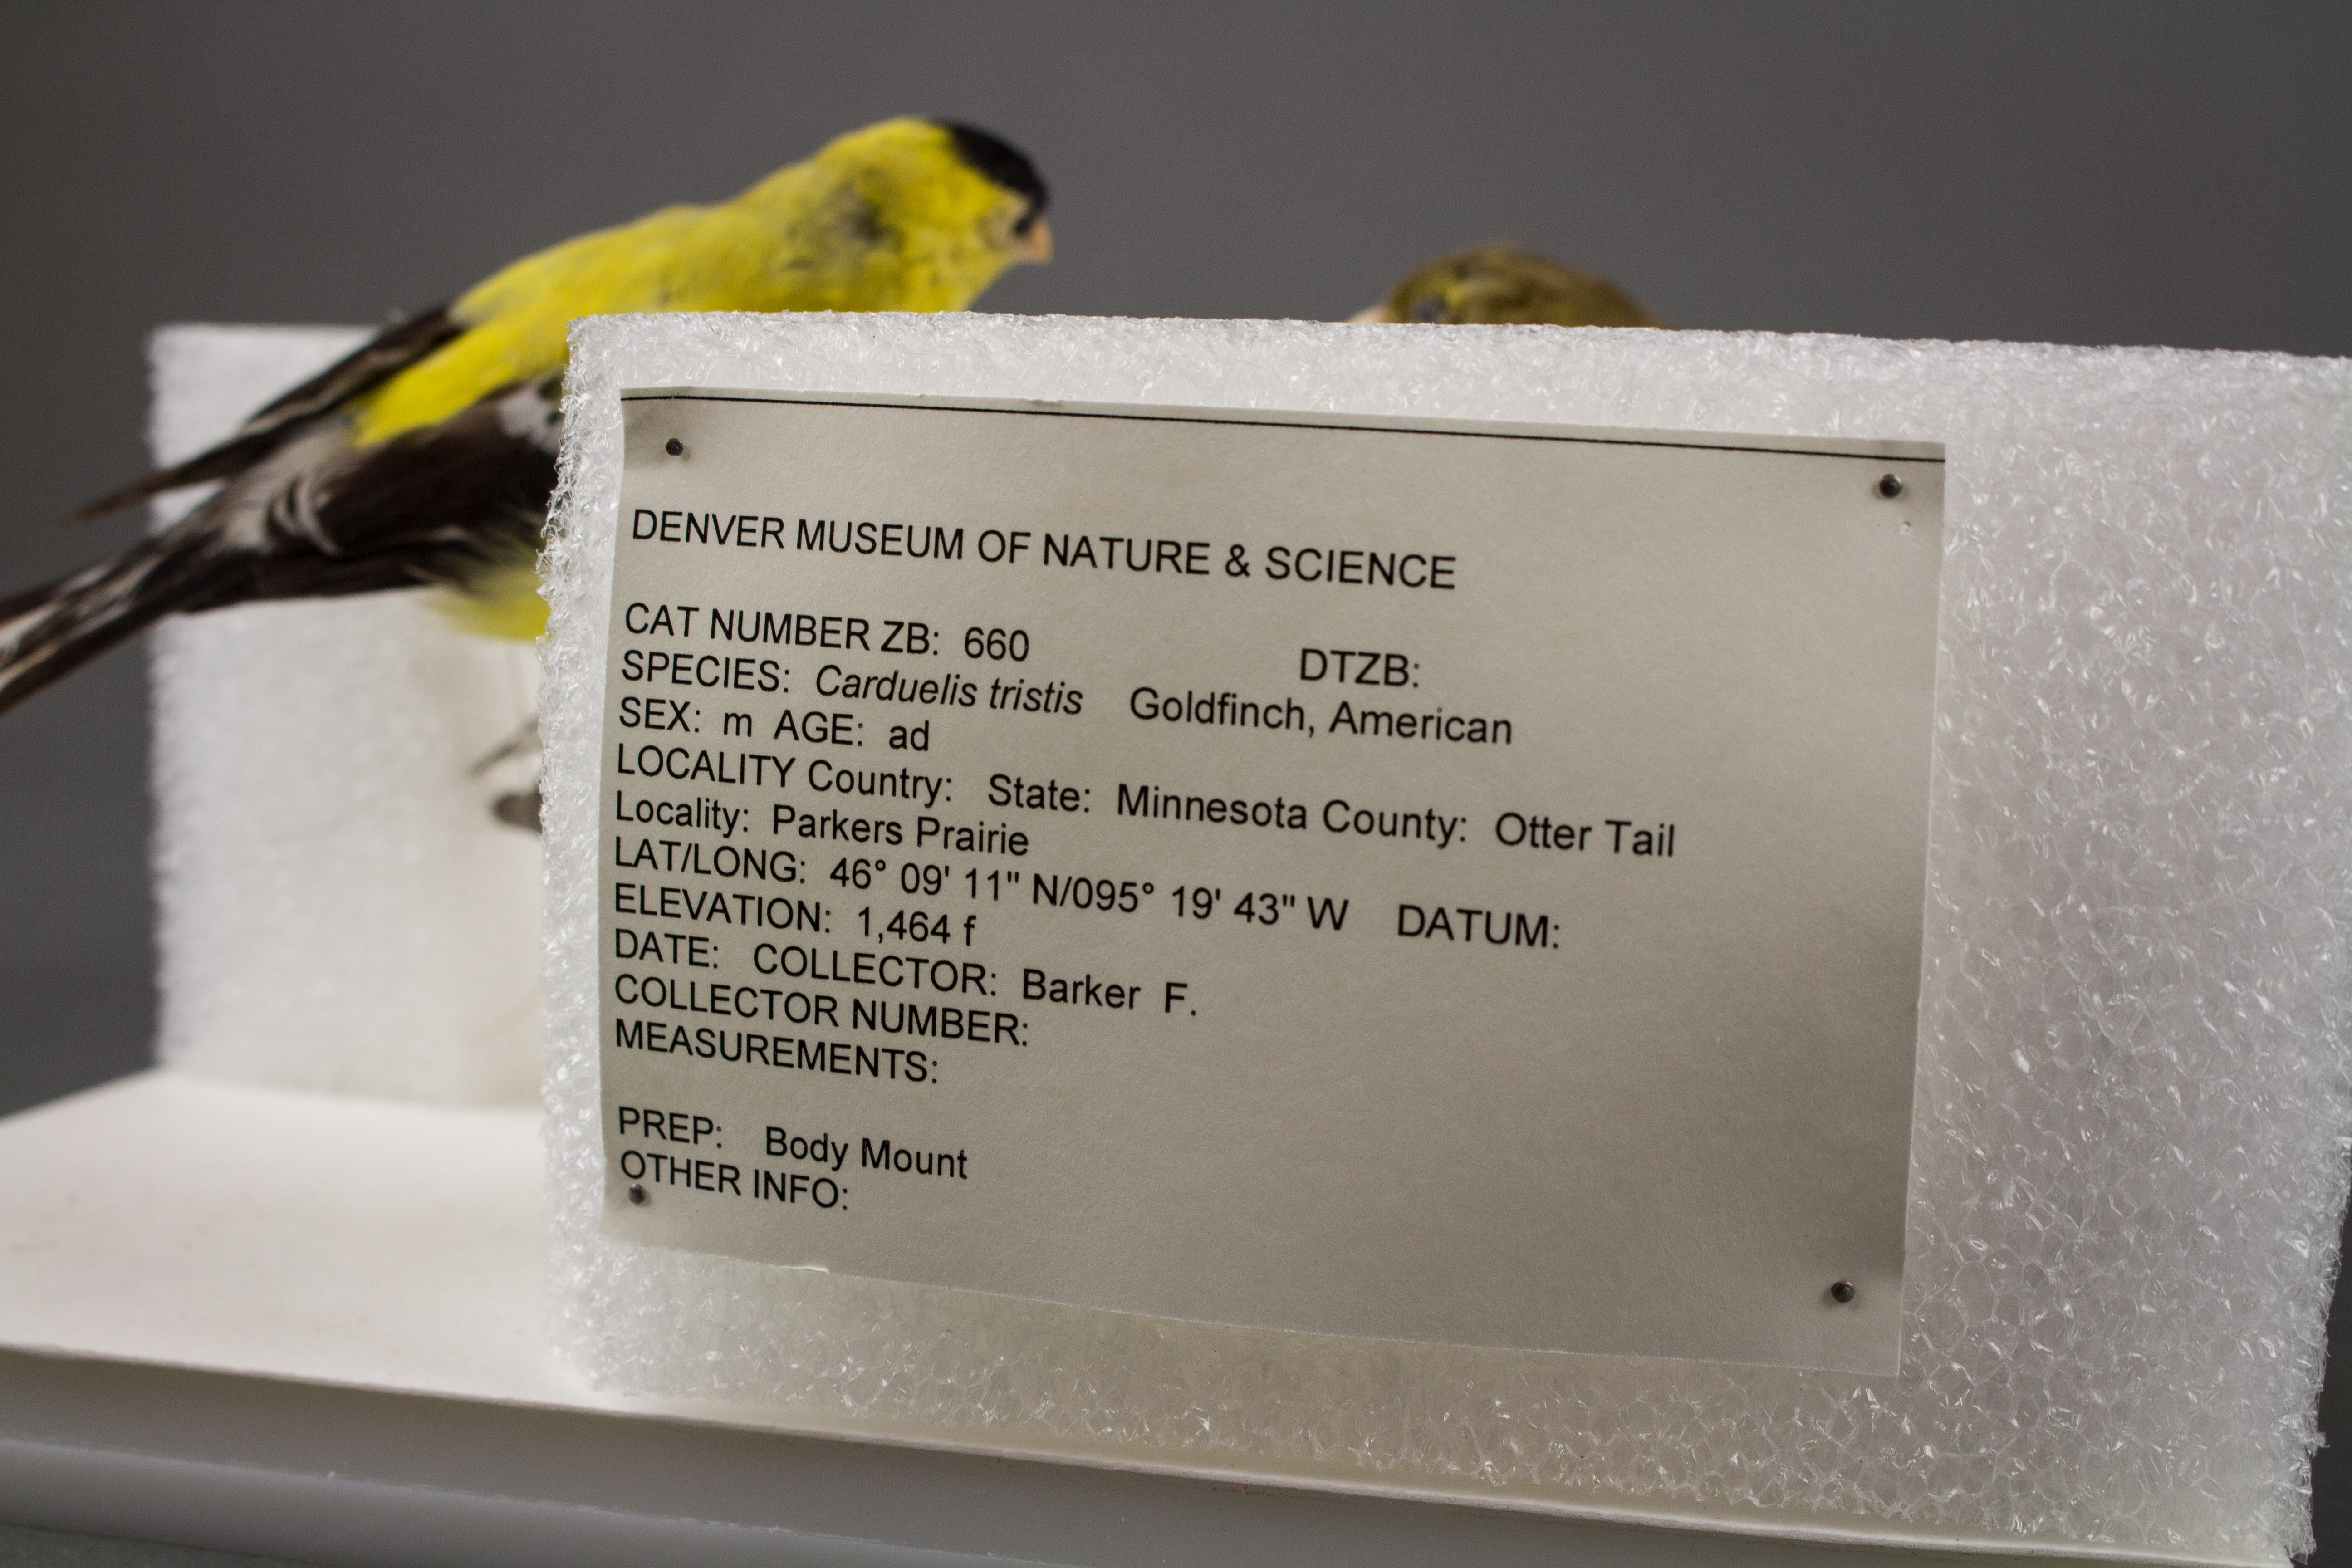 DENVER MUSEUM OF NATURE & SCIENCE
CAT NUMBER ZB: 660 DTZB:
SPECIES: Carduelis tristis Goldfinch, American
SEX: m AGE: ad
LOCALITY Country: State: Minnesota County: Otter Tail
Locality: Parkers Prairie
LAT/LONG: 46° 09' 11" N/095° 19' 43" W DATUM:
ELEVATION: 1,464 f
DATE: COLLECTOR: Barker F.
COLLECTOR NUMBER:
MEASUREMENTS:
PREP: Body Mount
OTHER INFO: